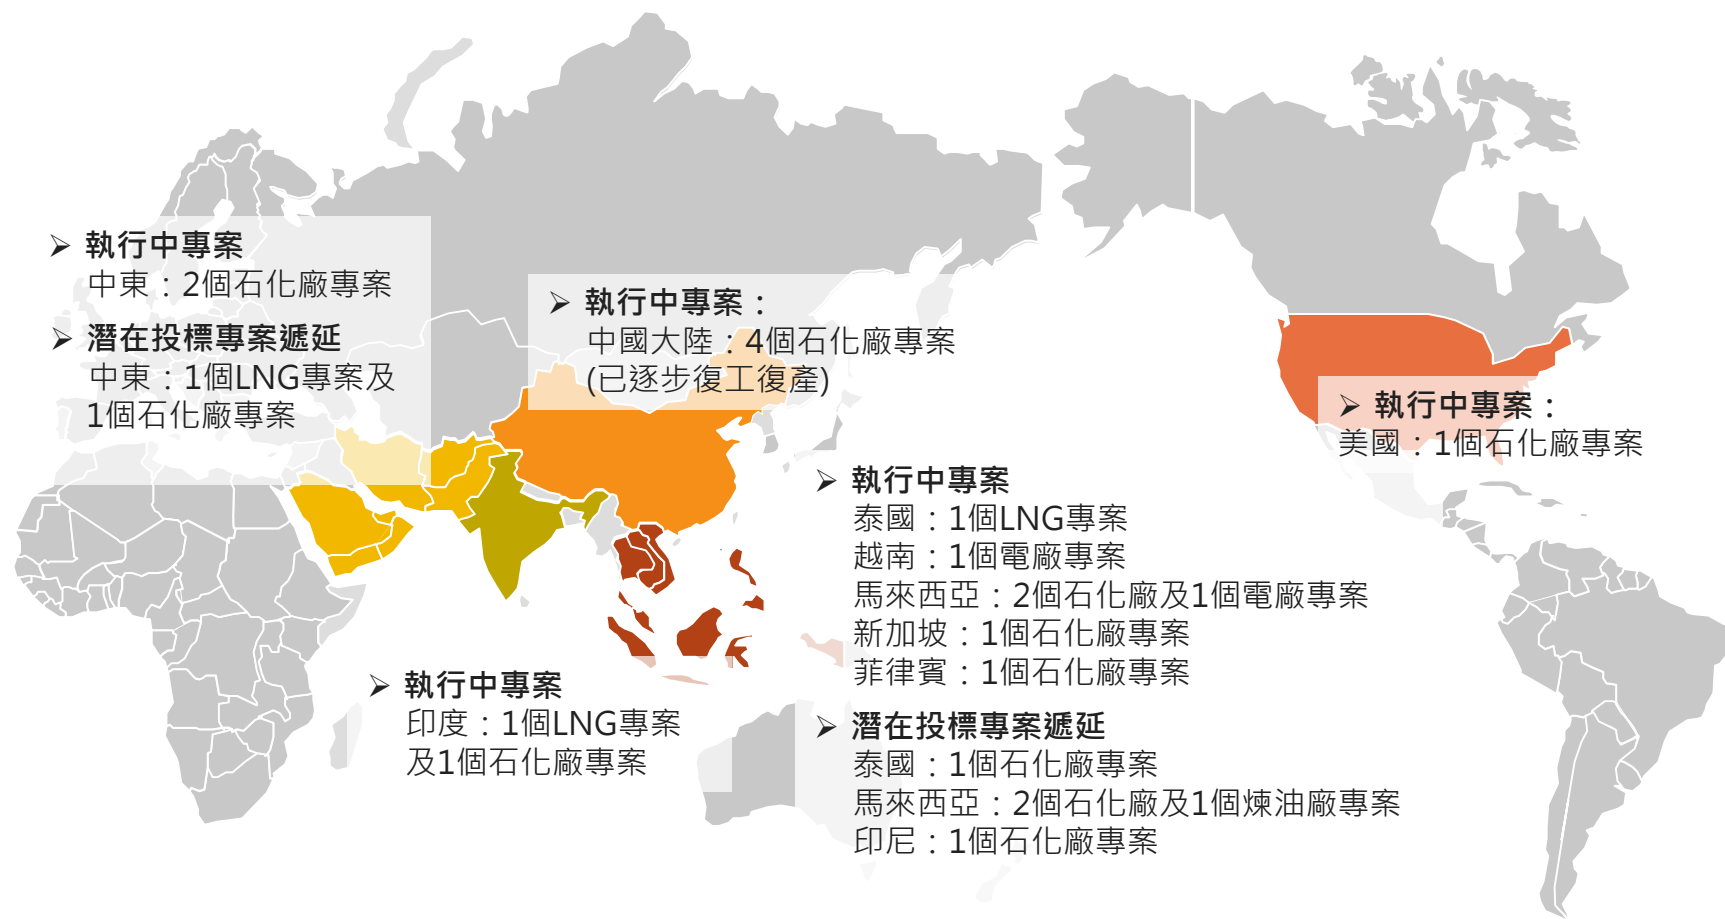 ➢ 執行中專案
中東：2個石化廠專案
➢ 潛在投標專案遞延
中東：1個LNG專案及
1個石化廠專案
➢ 執行中專案：
中國大陸：4個石化廠專案
(已逐步復工復產)
➢ 執行中專案：
美國：1個石化廠專案
➢ 執行中專案
泰國：1個LNG專案
越南：1個電廠專案
馬來西亞：2個石化廠及1個電廠專案
新加坡：1個石化廠專案
菲律賓：1個石化廠專案
➢ 潛在投標專案遞延
泰國：1個石化廠專案
馬來西亞：2個石化廠及1個煉油廠專案
印尼：1個石化廠專案
➢ 執行中專案
印度：1個LNG專案
及1個石化廠專案